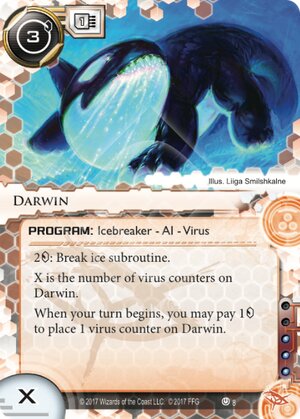 3
1
Illus. Liiga Smilshkalne
DARWIN
PROGRAM: Icebreaker - AI - Virus
2: Break ice subroutine.
X is the number of virus counters on
Darwin.
When your turn begins, you may pay 1
to place 1 virus counter on Darwin.
X
© 2017 Wizards of the Coast LLC. © 2017 FFG
8